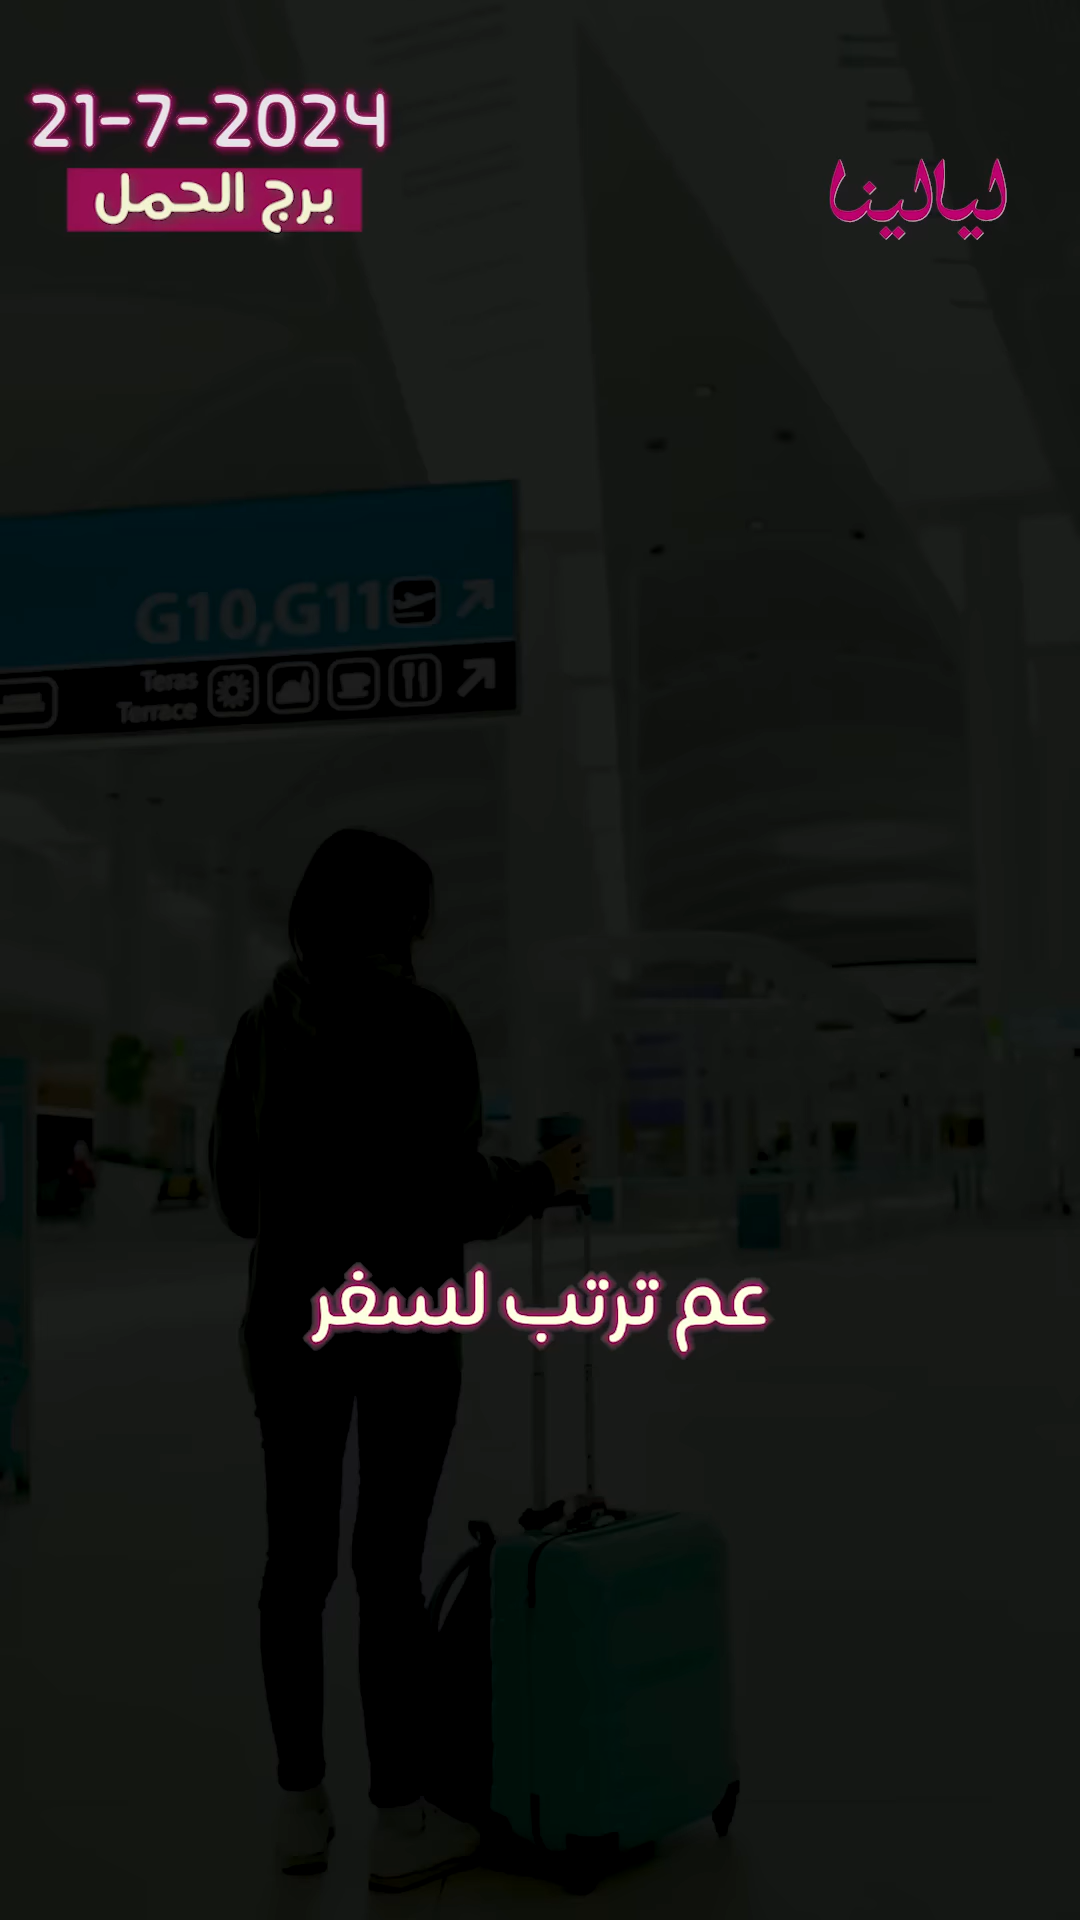 21-7-2024
برج الحمل
ليالينا
G10,G11
Teras
Terrace
عم ترتب لسفر